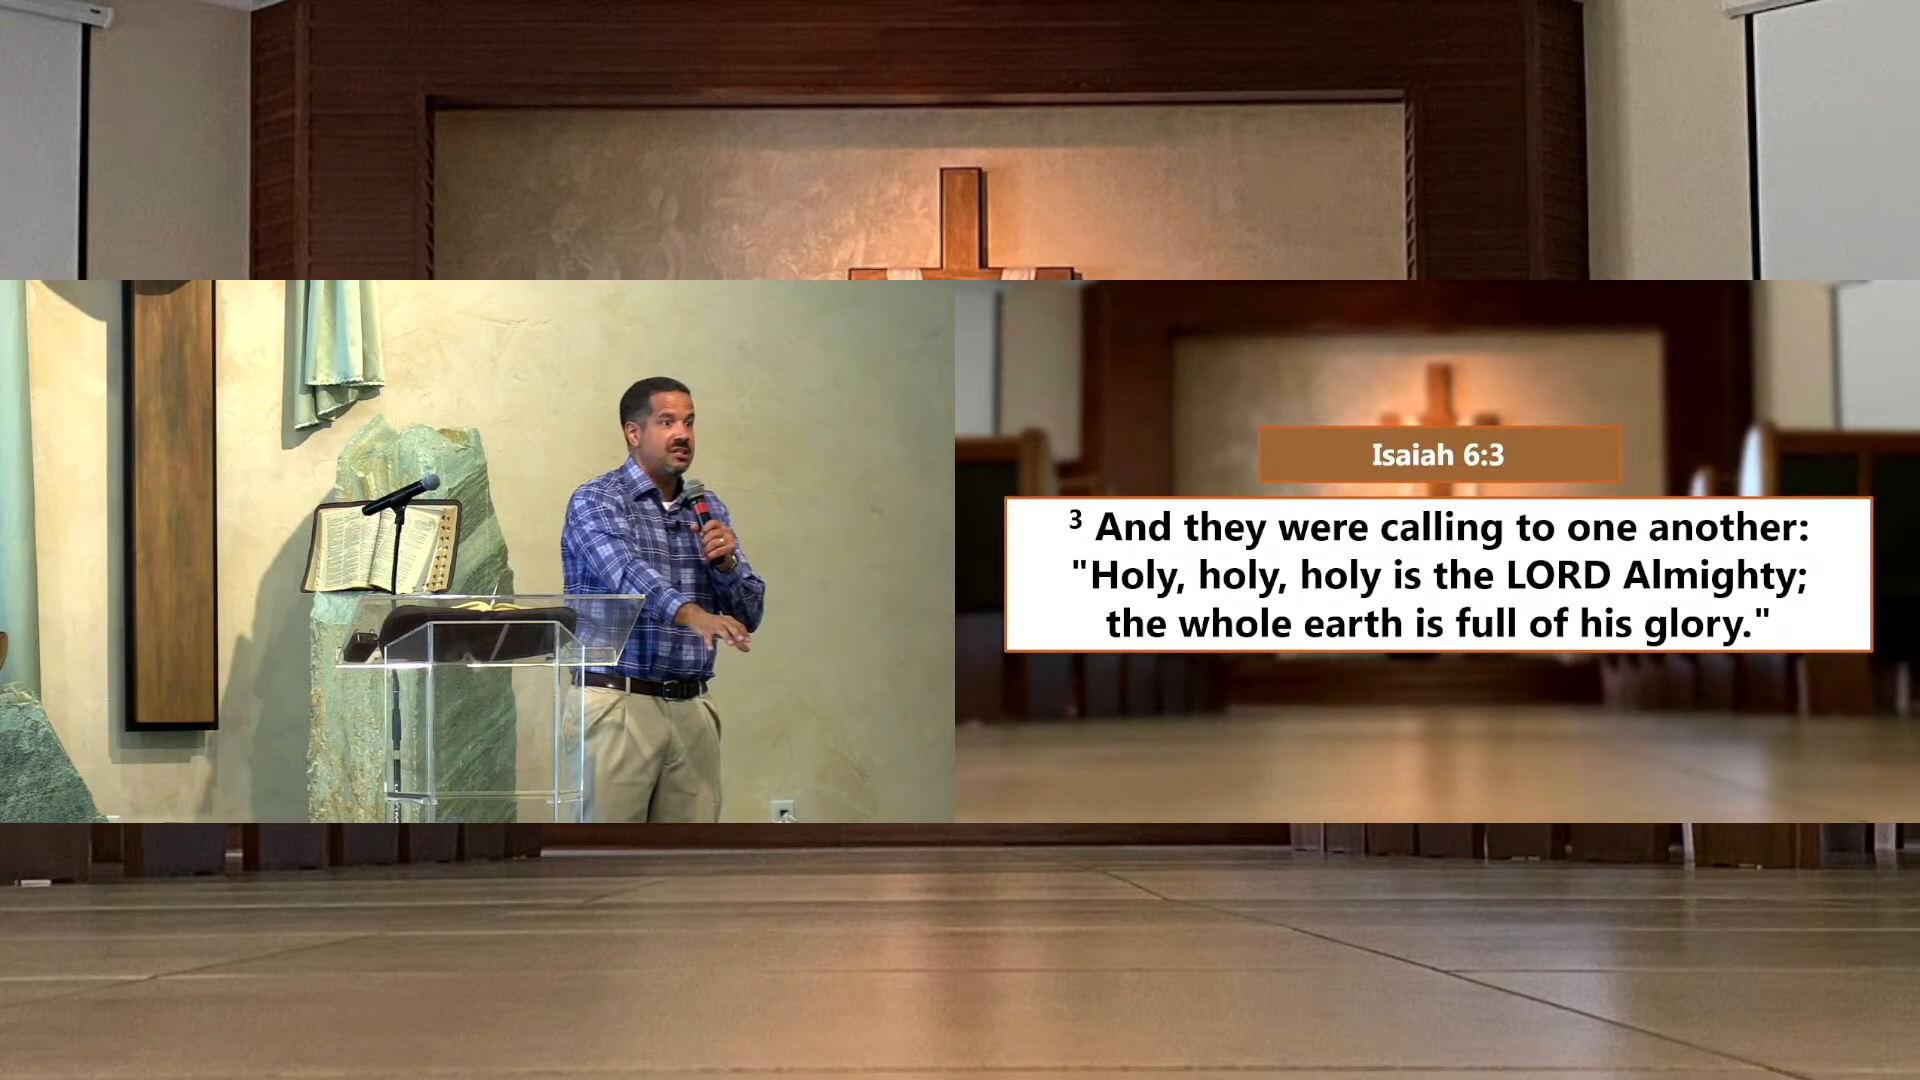 Isaiah 6:3
3 And they were calling to one another:
"Holy, holy, holy is the LORD Almighty;
the whole earth is full of his glory."